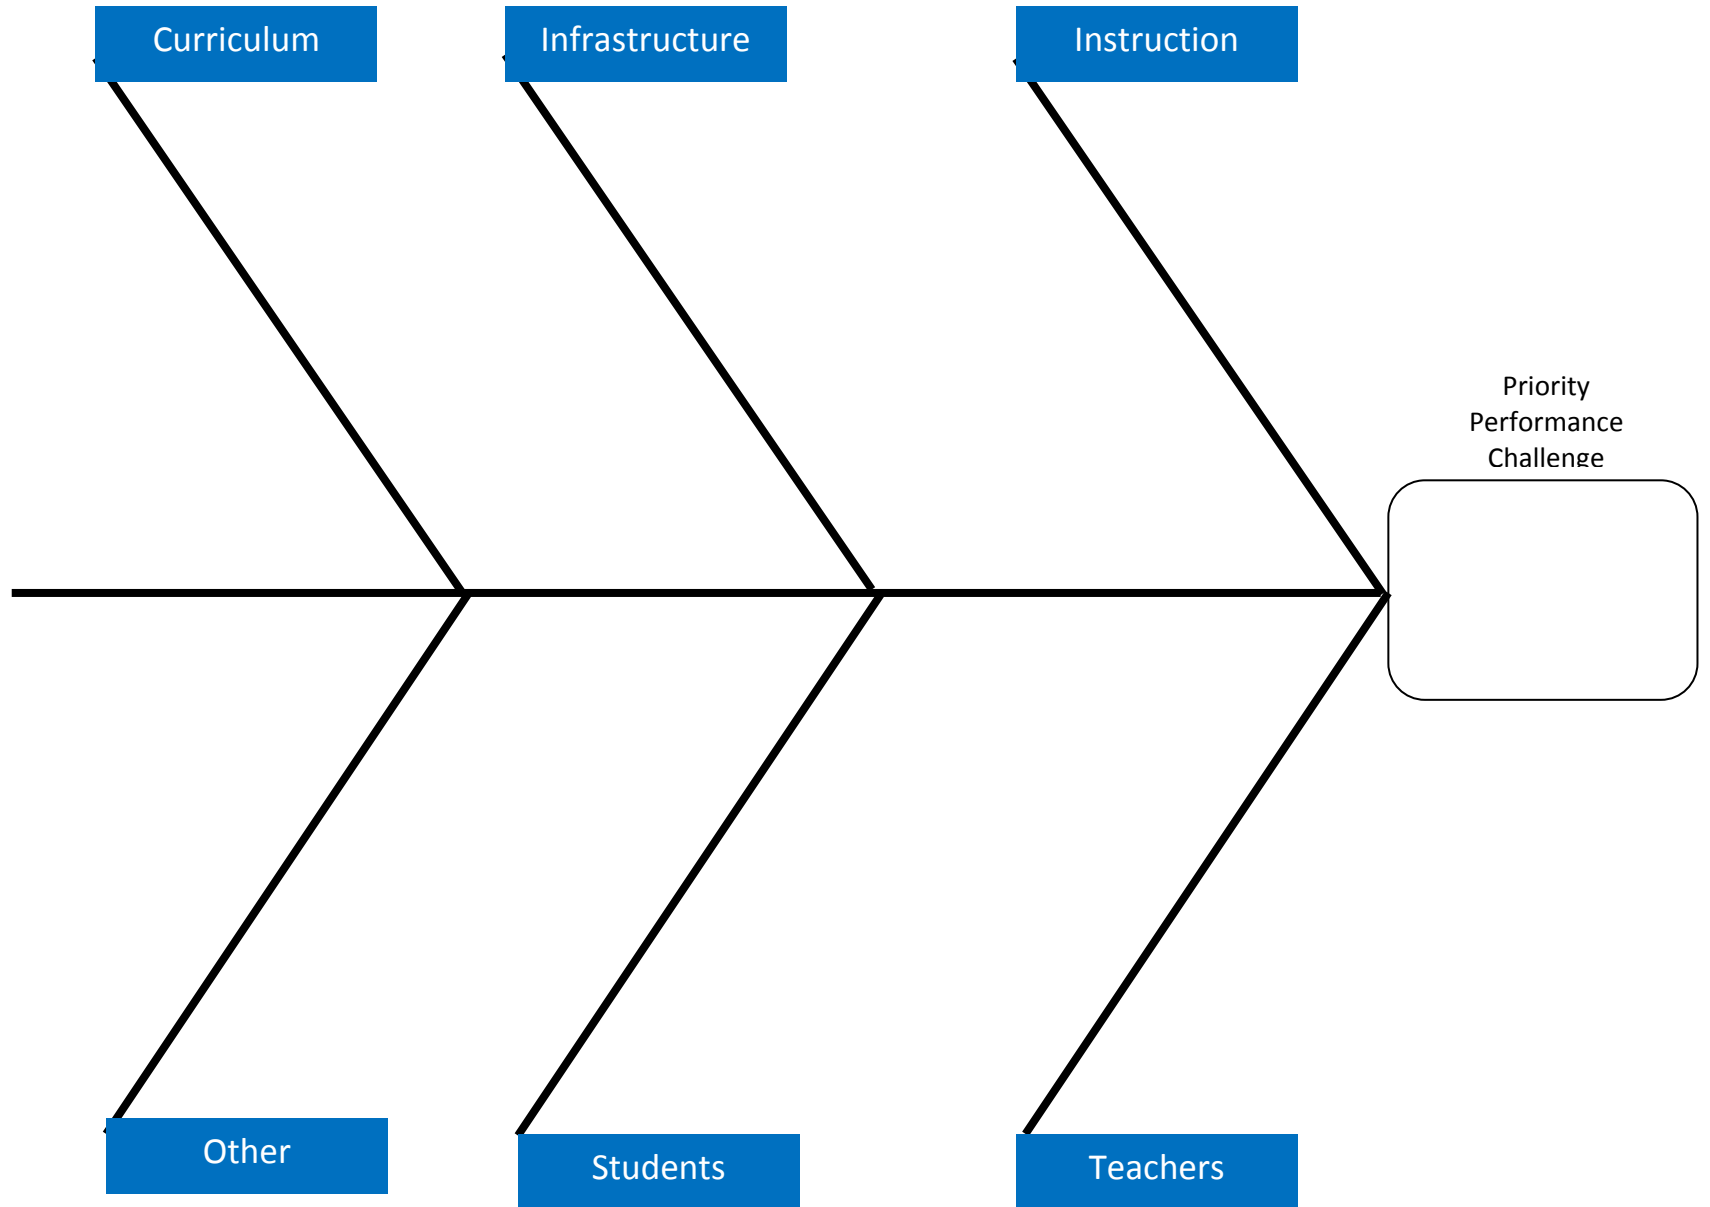 Curriculum
Infrastructure
Instruction
Priority
Performance
Challenge
Other
Students
Teachers